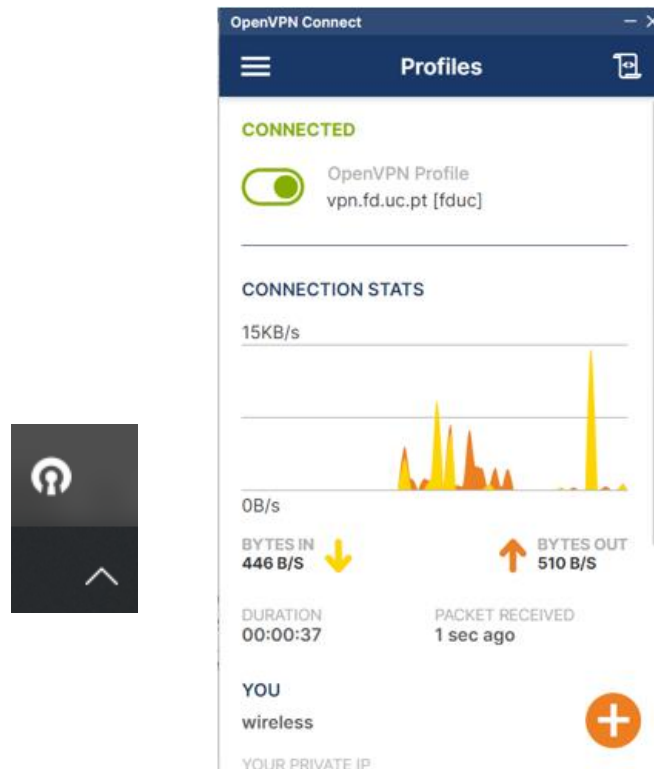 OpenVPN Connect
Profiles
CONNECTED
OpenVPN Profile
vpn.fd.uc.pt [fduc]
CONNECTION STATS
15KB/s
0B/s
BYTES IN
446 B/S
BYTES OUT
510 B/S
DURATION
00:00:37
PACKET RECEIVED
1 sec ago
YOU
wireless
YOUR PRIVATE IP